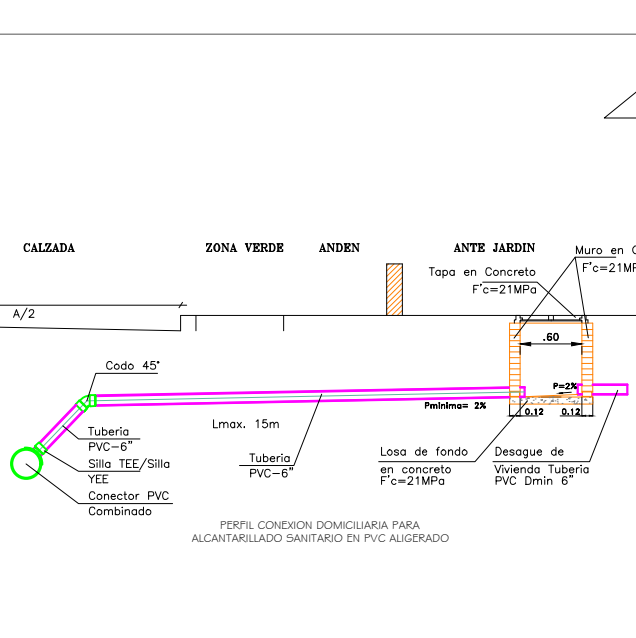 CALZADA
ZONA VERDE
ANDEN
ANTE JARDIN
Muro en
Tapa en Concreto
F'c=21MPa
F'c=21MP
A/2
.60
Codo 45°
P=2%
Pminima= 2%
0.12
0.12
Lmax. 15m
Tuberia
PVC-6"
Silla TEE/Silla
YEE
Conector PVC
Combinado
Tuberia
PVC-6"
Losa de fondo
en concreto
F'c=21MPa
Desague de
Vivienda Tuberia
PVC Dmin 6"
PERFIL CONEXION DOMICILIARIA PARA
ALCANTARILLADO SANITARIO EN PVC ALIGERADO